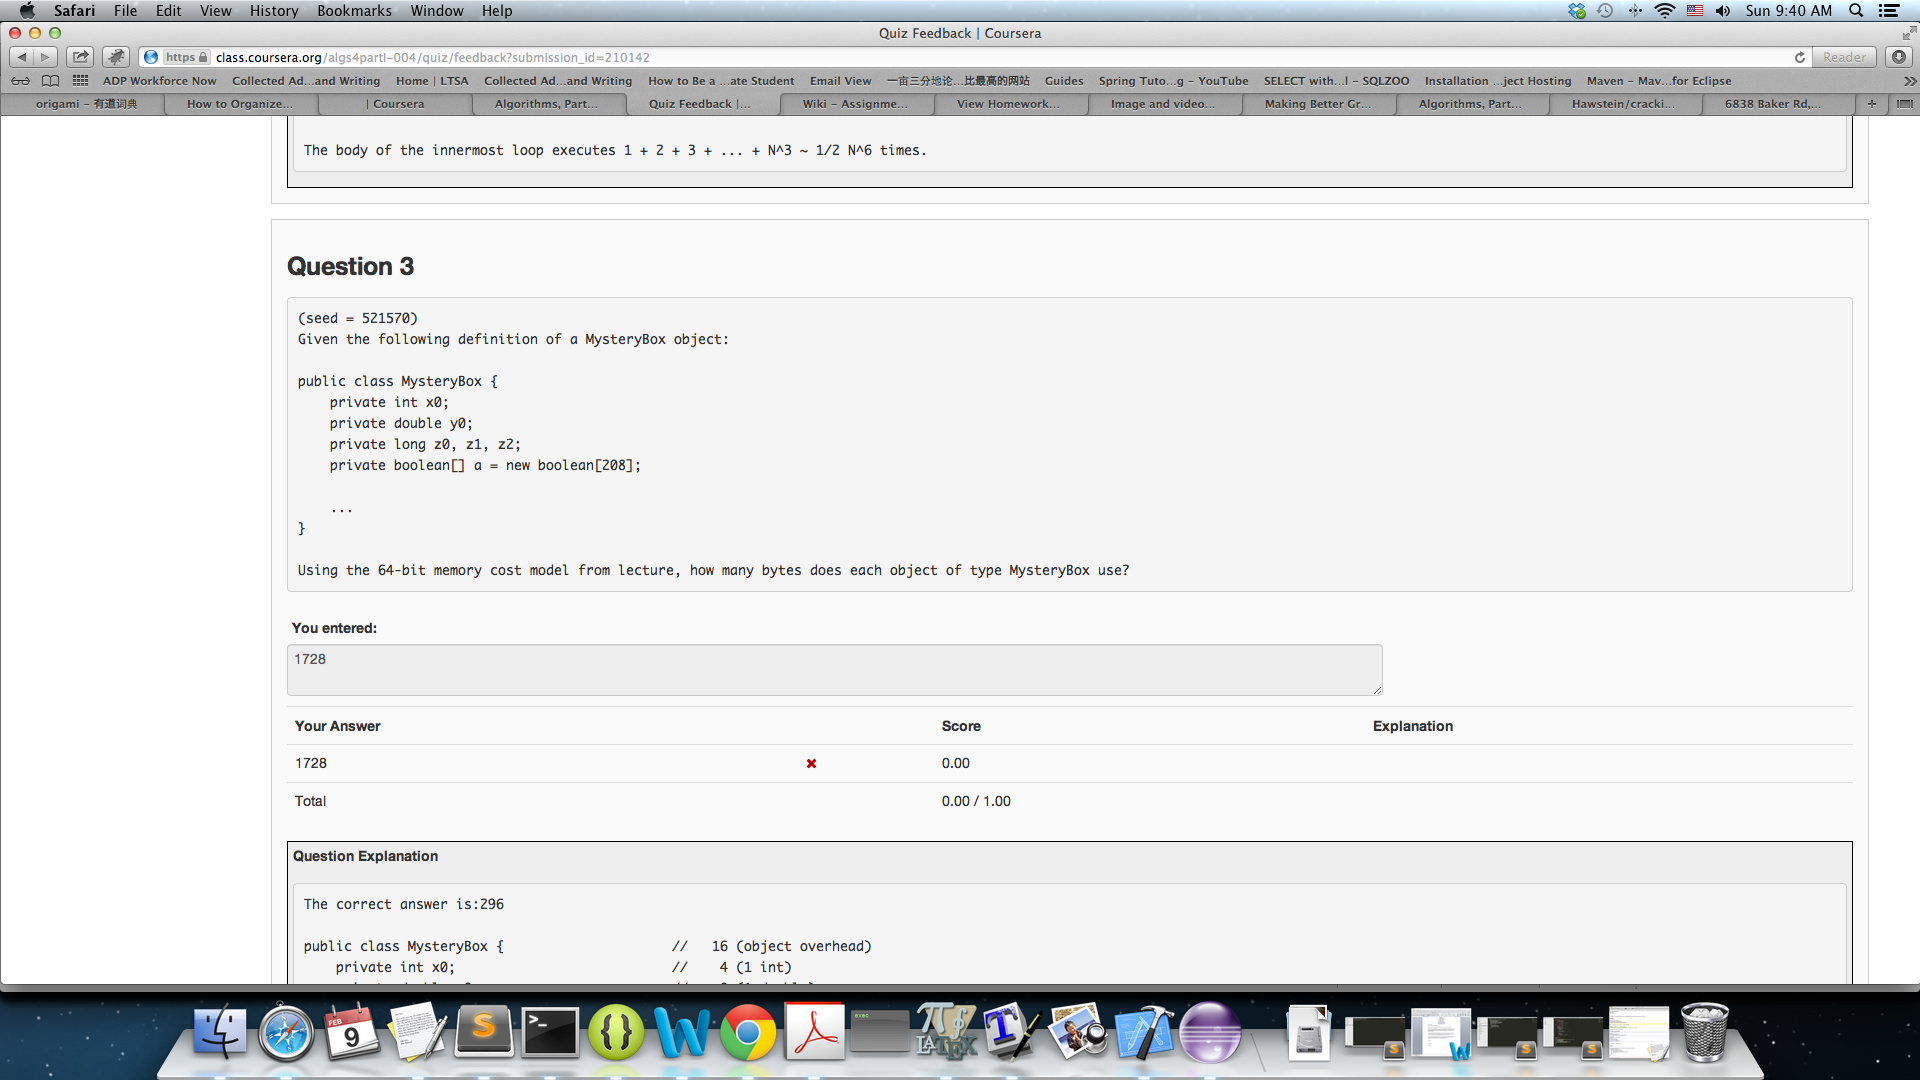 Safari File Edit View History Bookmarks Window Help Sun 9:40 AM
Quiz Feedback | Coursera
https class.coursera.org/algs4partI-004/quiz/feedback?submission_id=210142 Reader
ADP Workforce Now Collected Ad...and Writing Home | LTSA Collected Ad...and Writing How to Be a ...ate Student Email View 一亩三分地论...比最高的网站 Guides Spring Tuto...g - YouTube SELECT with...l - SQLZOO Installation ...ject Hosting Maven - Mav...for Eclipse
origami - 有道词典 How to Organize... | Coursera Algorithms, Part... Quiz Feedback |... Wiki - Assignme... View Homework... Image and video... Making Better Gr... Algorithms, Part... Hawstein/cracki... 6838 Baker Rd,...
The body of the innermost loop executes 1 + 2 + 3 + ... + N^3 ~ 1/2 N^6 times.
Question 3
(seed = 521570)
Given the following definition of a MysteryBox object:
public class MysteryBox {
private int x0;
private double y0;
private long z0, z1, z2;
private boolean[] a = new boolean[208];
...
}
Using the 64-bit memory cost model from lecture, how many bytes does each object of type MysteryBox use?
You entered:
1728
Your Answer Score Explanation
1728 0.00
Total 0.00 / 1.00
Question Explanation
The correct answer is:296
public class MysteryBox { // 16 (object overhead)
private int x0; // 4 (1 int)
FEB
9
exec